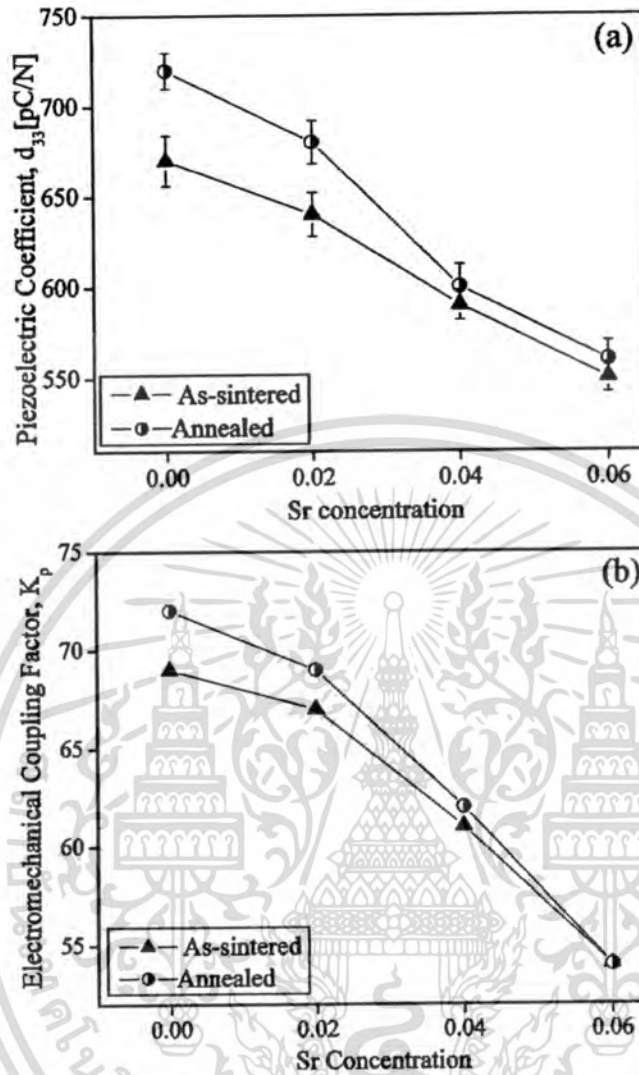 (a)
Piezoelectric Coefficient, d₃₃[pC/N]
750
700
650
600
550
As-sintered
Annealed
0.00 0.02 0.04 0.06
Sr concentration
(b)
Electromechanical Coupling Factor, Kₚ
75
70
65
60
55
As-sintered
Annealed
0.00 0.02 0.04 0.06
Sr Concentration